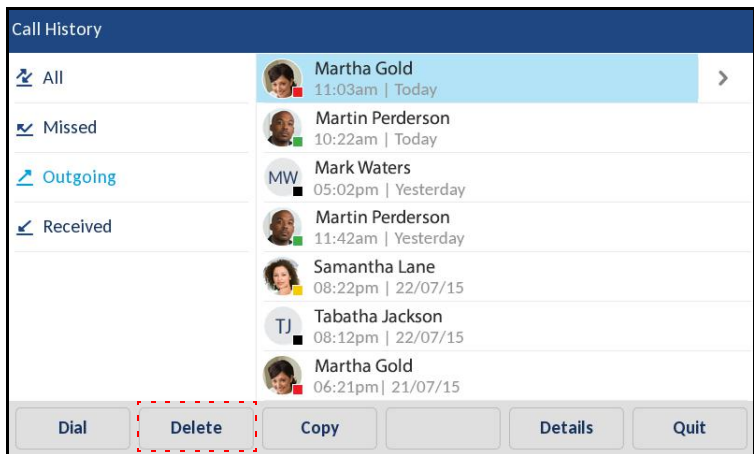 Call History
All
Missed
Outgoing
Received
Martha Gold
11:03am | Today
Martin Perderson
10:22am | Today
MW
Mark Waters
05:02pm | Yesterday
Martin Perderson
11:42am | Yesterday
Samantha Lane
08:22pm | 22/07/15
TJ
Tabatha Jackson
08:12pm | 22/07/15
Martha Gold
06:21pm| 21/07/15
Dial Delete Copy Details Quit